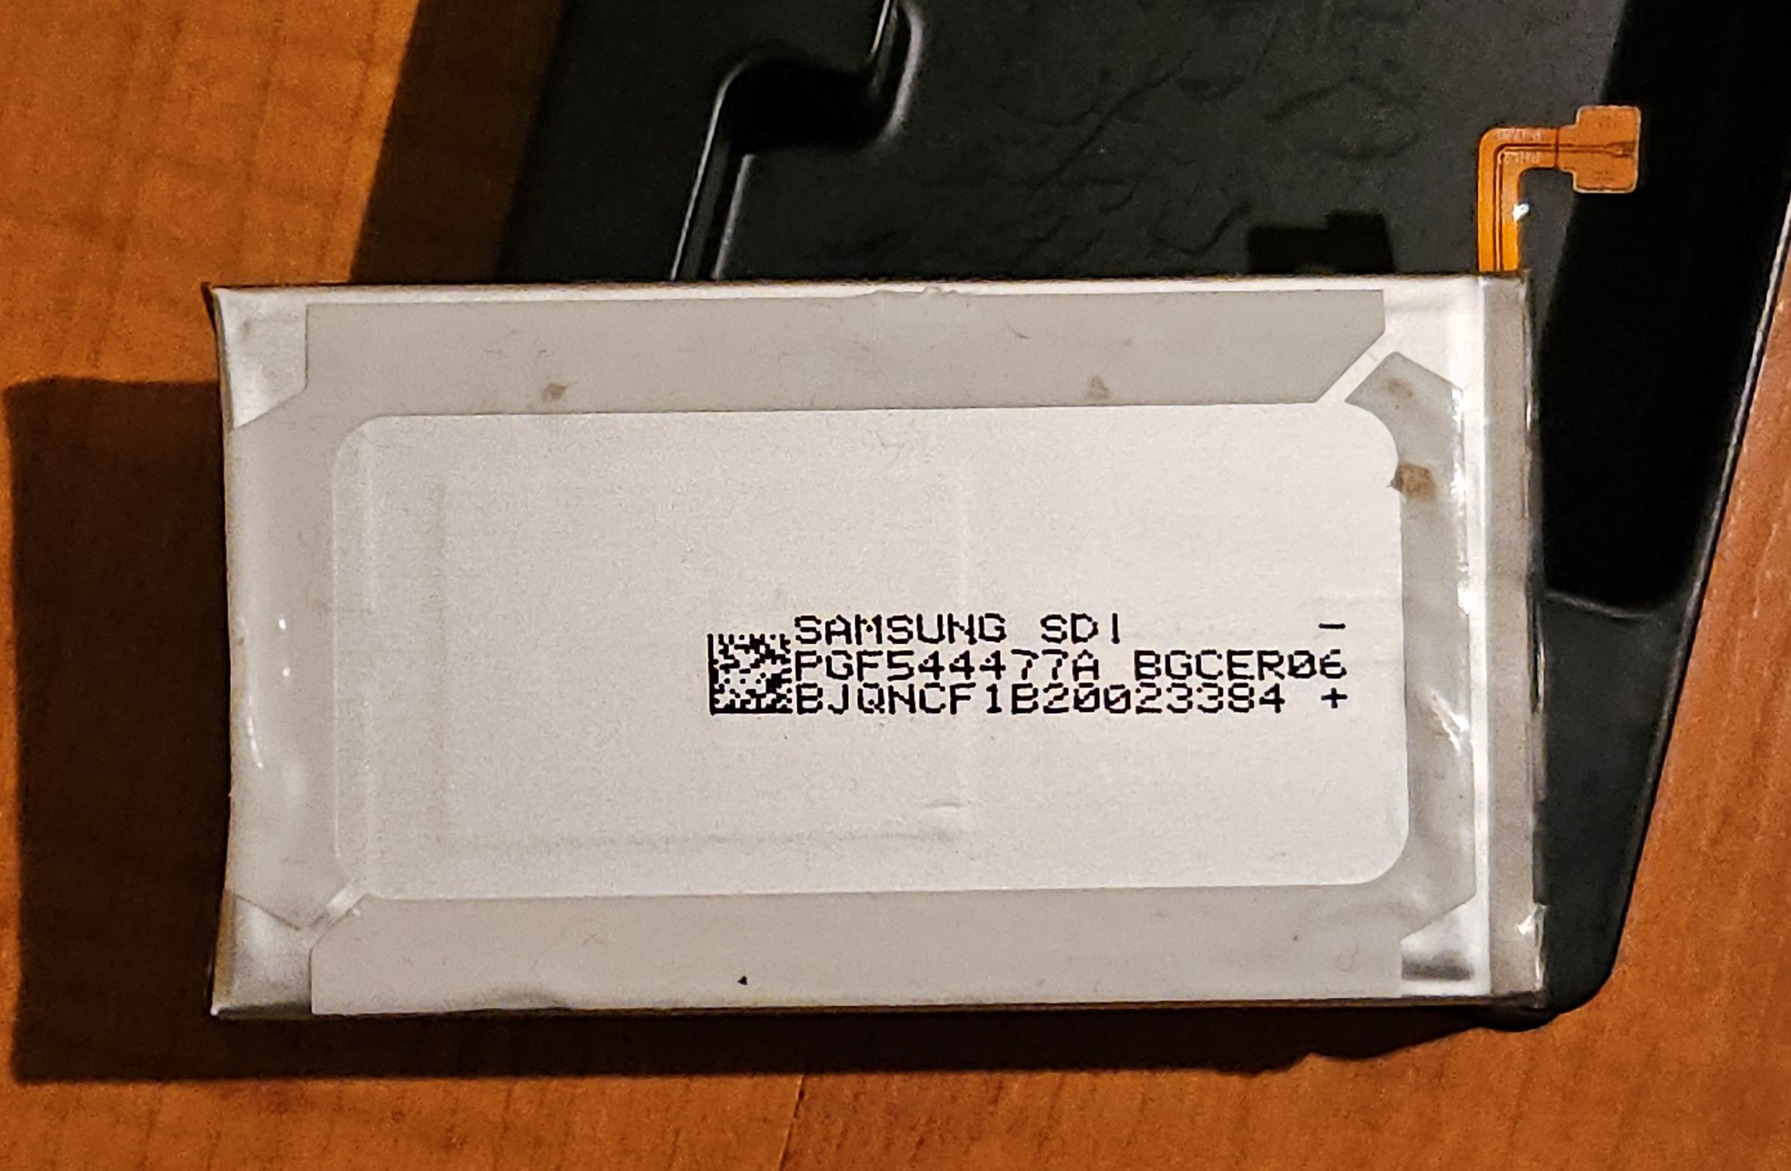 SAMSUNG SDI -
PGF544477A BGCER06
BJQNCF1B20023384 +